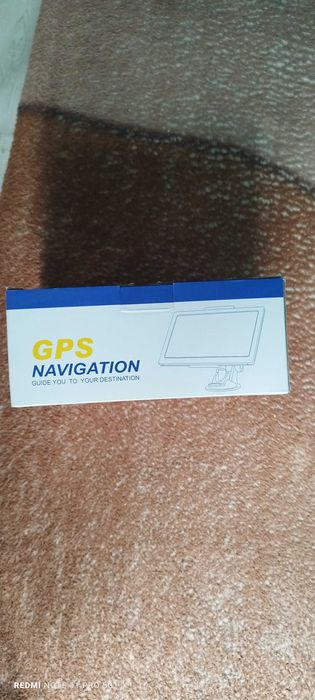 GPS
NAVIGATION
GUIDE YOU TO YOUR DESTINATION
REDMI NOTE 11 PRO 5G